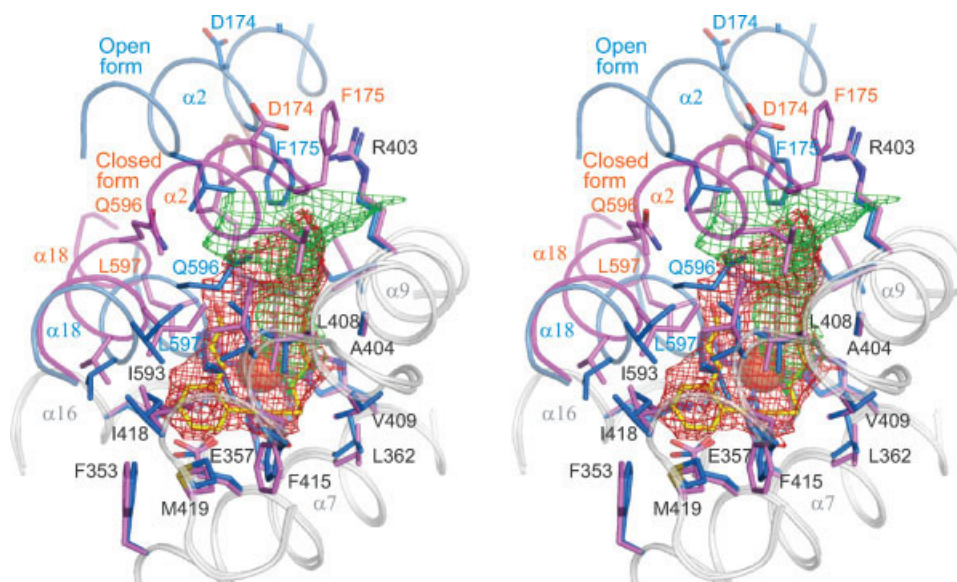 D174
Open
form
α2
D174
F175
F175
R403
Closed
form
α2
Q596
α18
L597
Q596
α9
α18
L597
L408
A404
I593
α16
I418
V409
E357
L362
F353
F415
M419
α7
D174
Open
form
α2
D174
F175
F175
R403
Closed
form
α2
Q596
α18
L597
Q596
α9
α18
L597
L408
A404
I593
α16
I418
V409
E357
L362
F353
F415
M419
α7